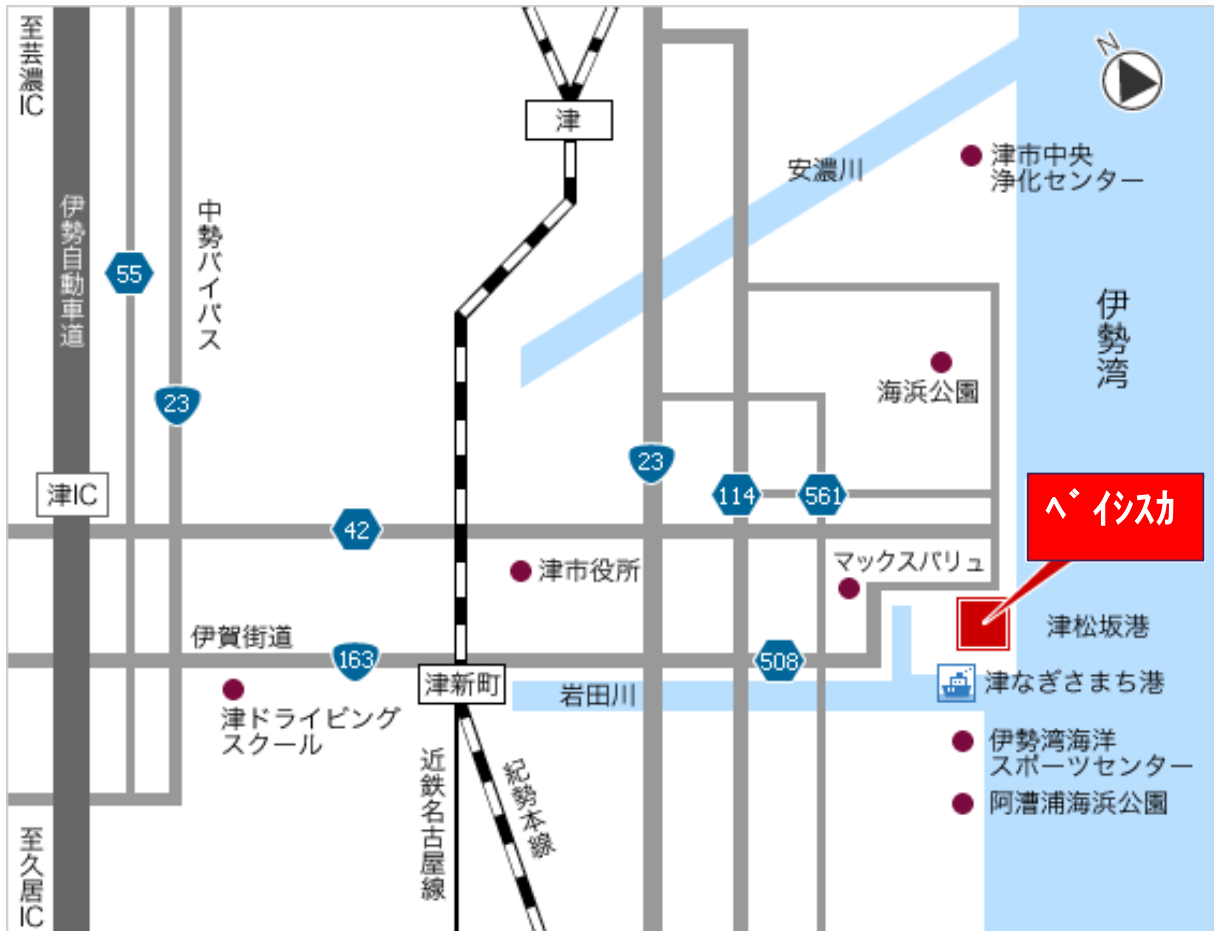 至芸濃IC
N
津
安濃川
津市中央
浄化センター
伊勢自動車道
55
中勢バイパス
伊勢湾
海浜公園
23
23
津IC
114
561
ベイシスカ
42
津市役所
マックスバリュ
津松坂港
伊賀街道
163
508
津新町
岩田川
津なぎさまち港
津ドライビング
スクール
伊勢湾海洋
スポーツセンター
近鉄名古屋線
紀勢本線
阿漕浦海浜公園
至久居IC